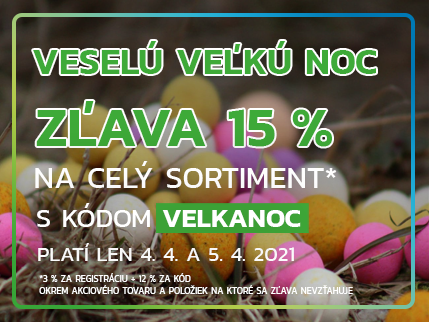 VESELÚ VEĽKÚ NOC
ZĽAVA 15 %
NA CELÝ SORTIMENT*
S KÓDOM VELKANOC
PLATÍ LEN 4. 4. A 5. 4. 2021
*3 % ZA REGISTRÁCIU + 12 % ZA KÓD
OKREM AKCIOVÉHO TOVARU A POLOŽIEK NA KTORÉ SA ZĽAVA NEVZŤAHUJE